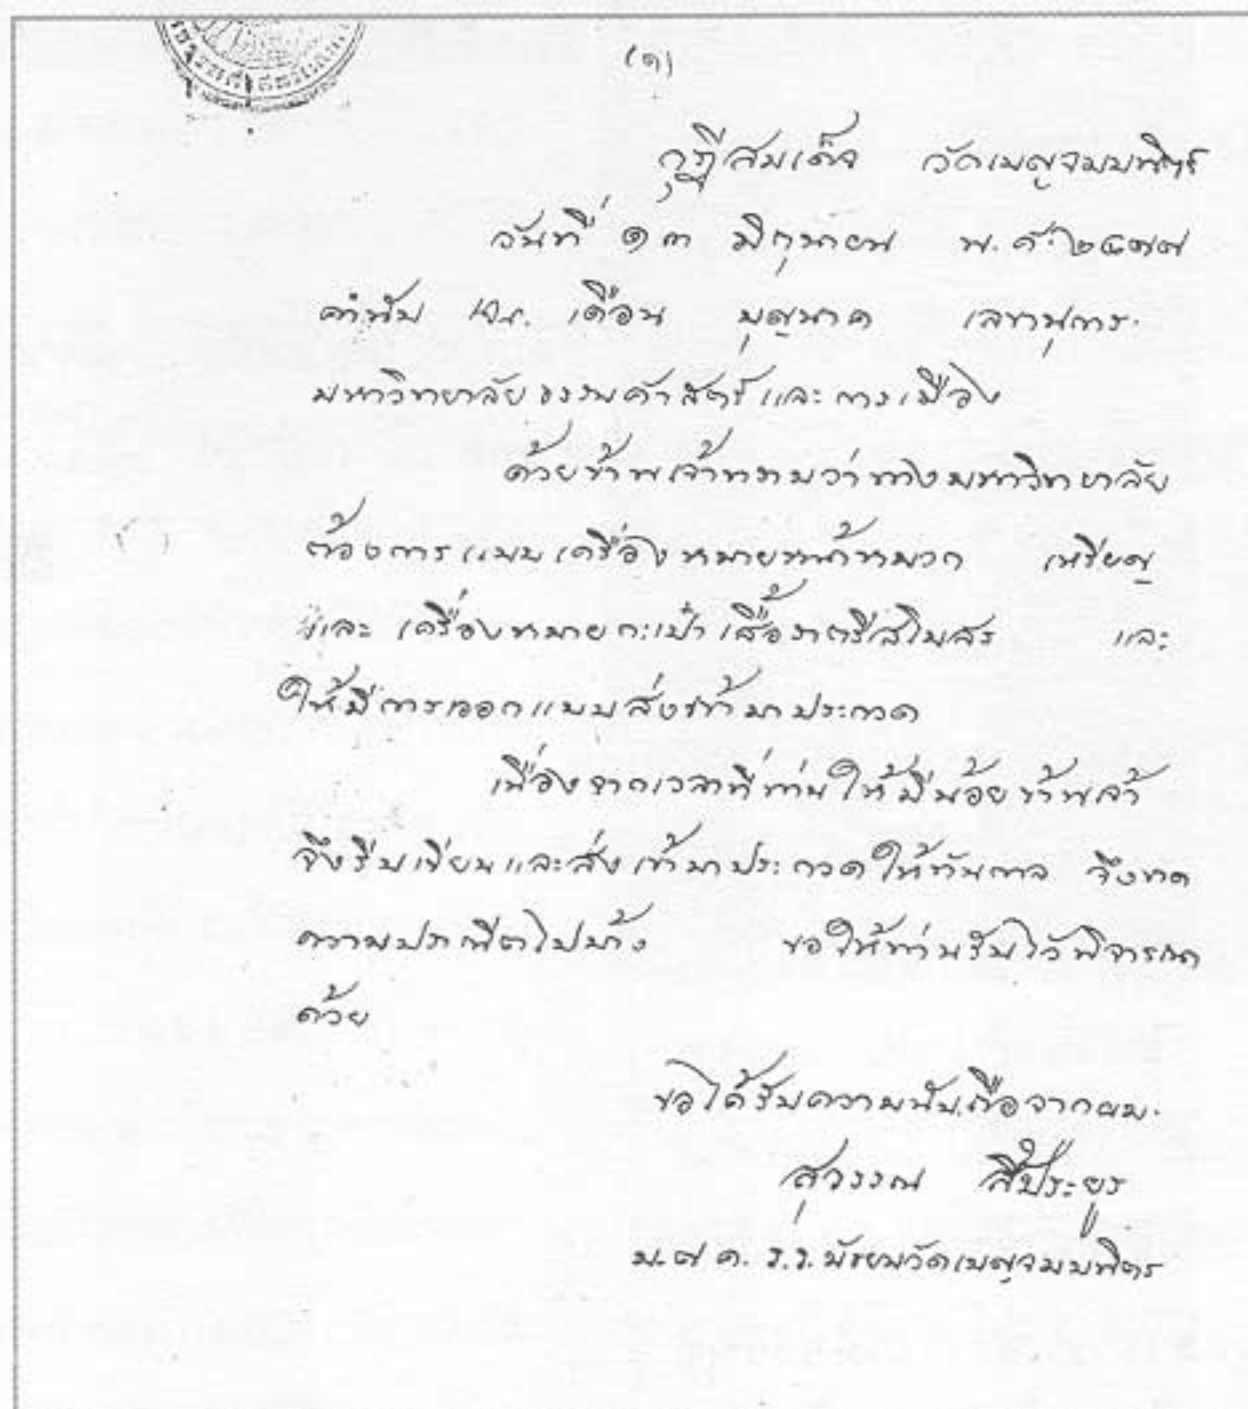 (๑)
กุฎีสมเด็จ วัดเบญจมบพิตร์
วันที่ ๑๓ มิถุนายน พ.ศ. ๒๔๗๗
คำนับ เดือน บุญนาค เลขานุการ
มหาวิทยาลัยธรรมศาสตร์และการเมือง
ด้วยข้าพเจ้าทราบว่าทางมหาวิทยาลัย
ต้องการแบบเครื่องหมายหน้าหมวก เหรียญ
และ เครื่องหมายกะเป๋าเสื้อราตรีสโมสร และ
ให้มีการออกแบบส่งเข้ามาประกวด
เนื่องจากเวลาที่ท่านให้มีน้อย ข้าพเจ้า
จึงรีบเขียนและส่งเข้ามาประกวดให้ทันกาล จึงขาด
ความปราณีตไปบ้าง ขอให้ท่านรับไว้พิจารณา
ด้วย
ขอได้รับความนับถือจากผม.
สุวรรณ สีประยูร
ม. ๗ ค. ร.ร. มัธยมวัดเบญจมบพิตร